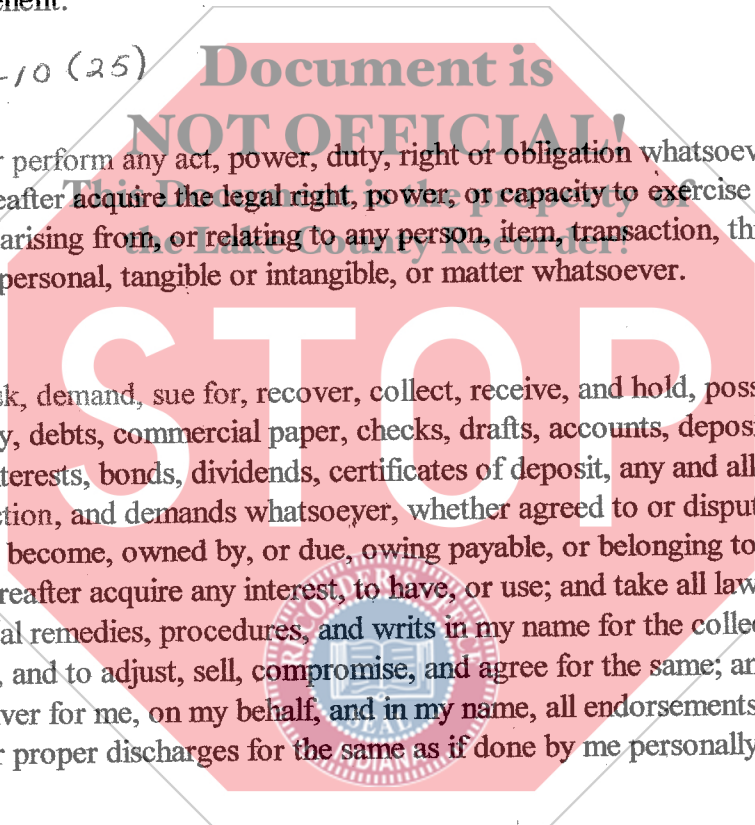 -10 (25)
Document is
NOT OFFICIAL!
perform any act, power, duty, right or obligation whatsoev
This Document is the property of
eafter acquire the legal right, power, or capacity to exercise
arising from, or relating to any person, item, transaction, th
the Lake County Recorder!
personal, tangible or intangible, or matter whatsoever.
STOP
sk, demand, sue for, recover, collect, receive, and hold, poss
y, debts, commercial paper, checks, drafts, accounts, depos
terests, bonds, dividends, certificates of deposit, any and all
ction, and demands whatsoever, whether agreed to or disput
become, owned by, or due, owing payable, or belonging to
reafter acquire any interest, to have, or use; and take all law
al remedies, procedures, and writs in my name for the colle
, and to adjust, sell, compromise, and agree for the same; an
ver for me, on my behalf, and in my name, all endorsements
r proper discharges for the same as if done by me personally
SEAL
INDIANA